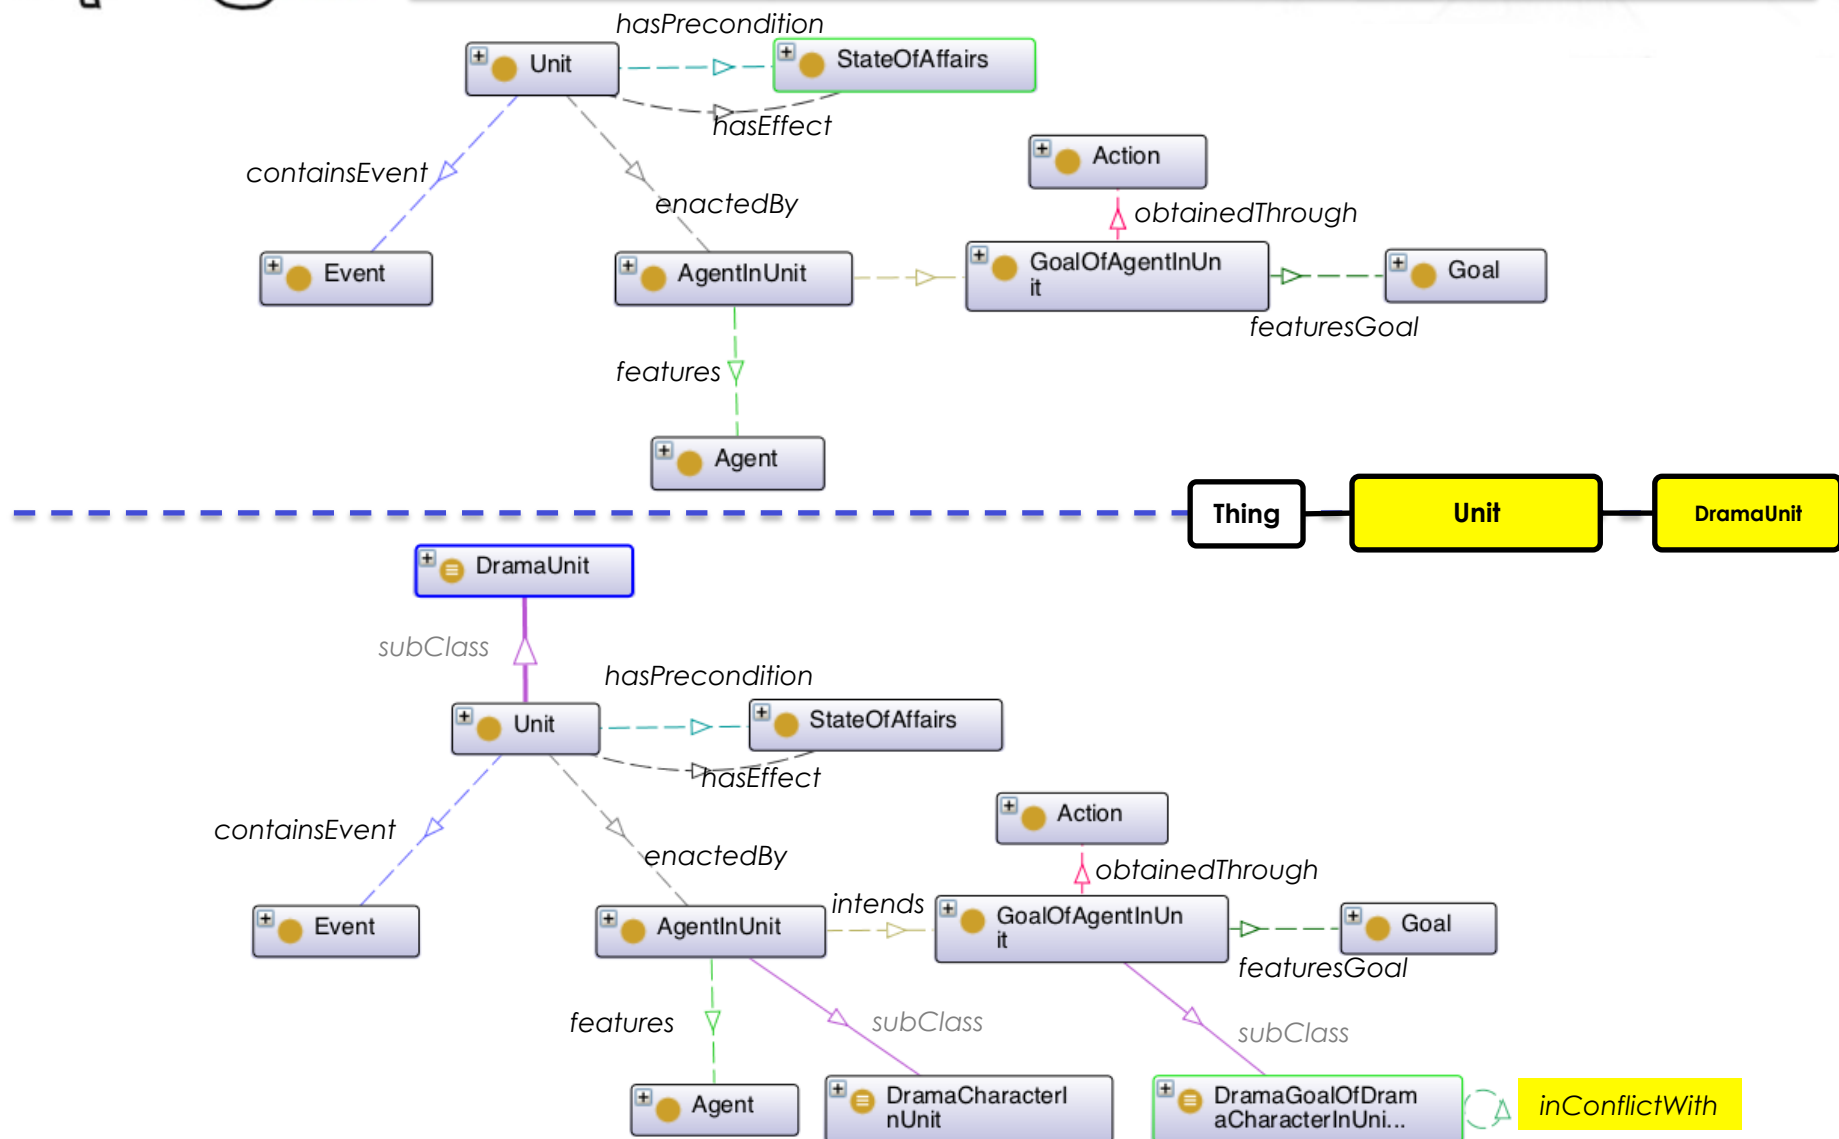 hasPrecondition
Unit
StateOfAffairs
hasEffect
Action
containsEvent
enactedBy
obtainedThrough
Event
AgentInUnit
GoalOfAgentInUn
it
Goal
featuresGoal
features
Agent
Thing
Unit
DramaUnit
DramaUnit
subClass
hasPrecondition
Unit
StateOfAffairs
hasEffect
Action
containsEvent
enactedBy
obtainedThrough
intends
Event
AgentInUnit
GoalOfAgentInUn
it
Goal
featuresGoal
features
subClass
subClass
Agent
DramaCharacterI
nUnit
DramaGoalOfDram
aCharacterInUni...
inConflictWith